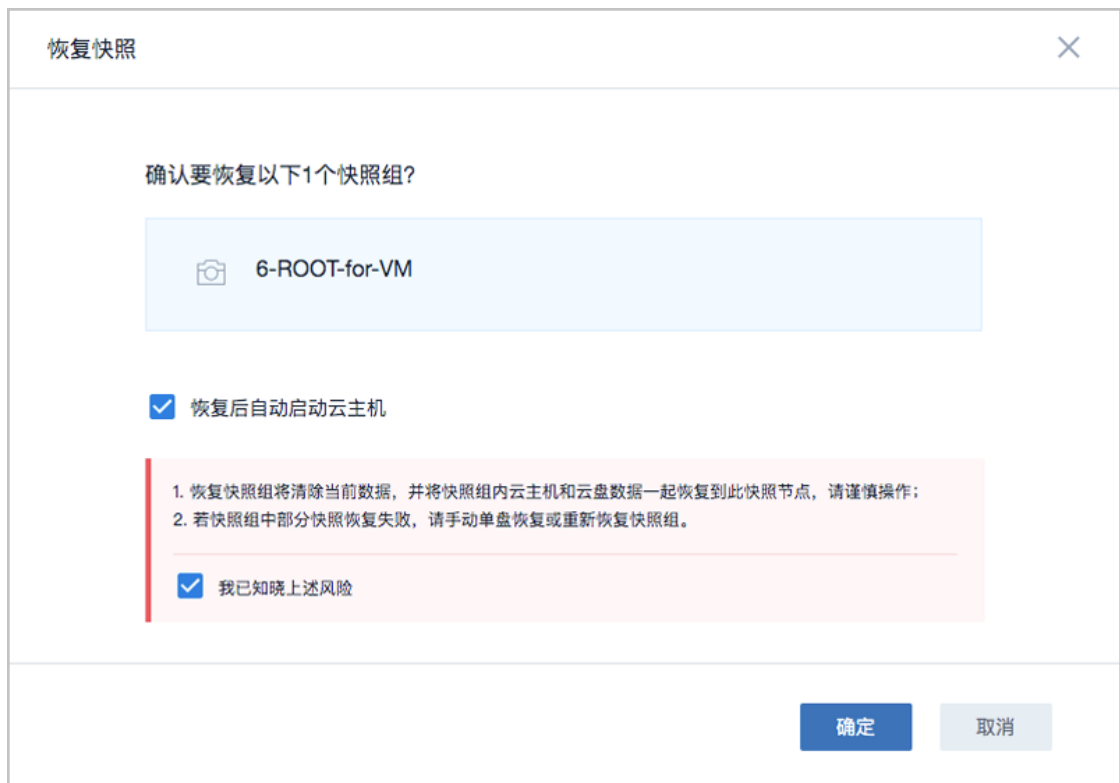 恢复快照
确认要恢复以下1个快照组?
6-ROOT-for-VM
恢复后自动启动云主机
1. 恢复快照组将清除当前数据，并将快照组内云主机和云盘数据一起恢复到此快照节点，请谨慎操作；
2. 若快照组中部分快照恢复失败，请手动单盘恢复或重新恢复快照组。
我已知晓上述风险
确定
取消